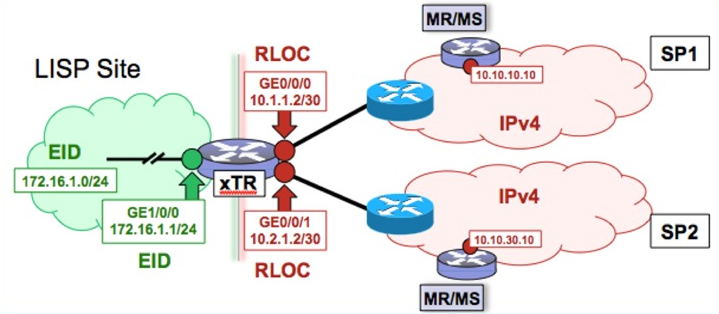 LISP Site
EID
172.16.1.0/24
GE1/0/0
172.16.1.1/24
EID
xTR
RLOC
GE0/0/0
10.1.1.2/30
GE0/0/1
10.2.1.2/30
RLOC
MR/MS
10.10.10.10
IPv4
SP1
IPv4
10.10.30.10
SP2
MR/MS